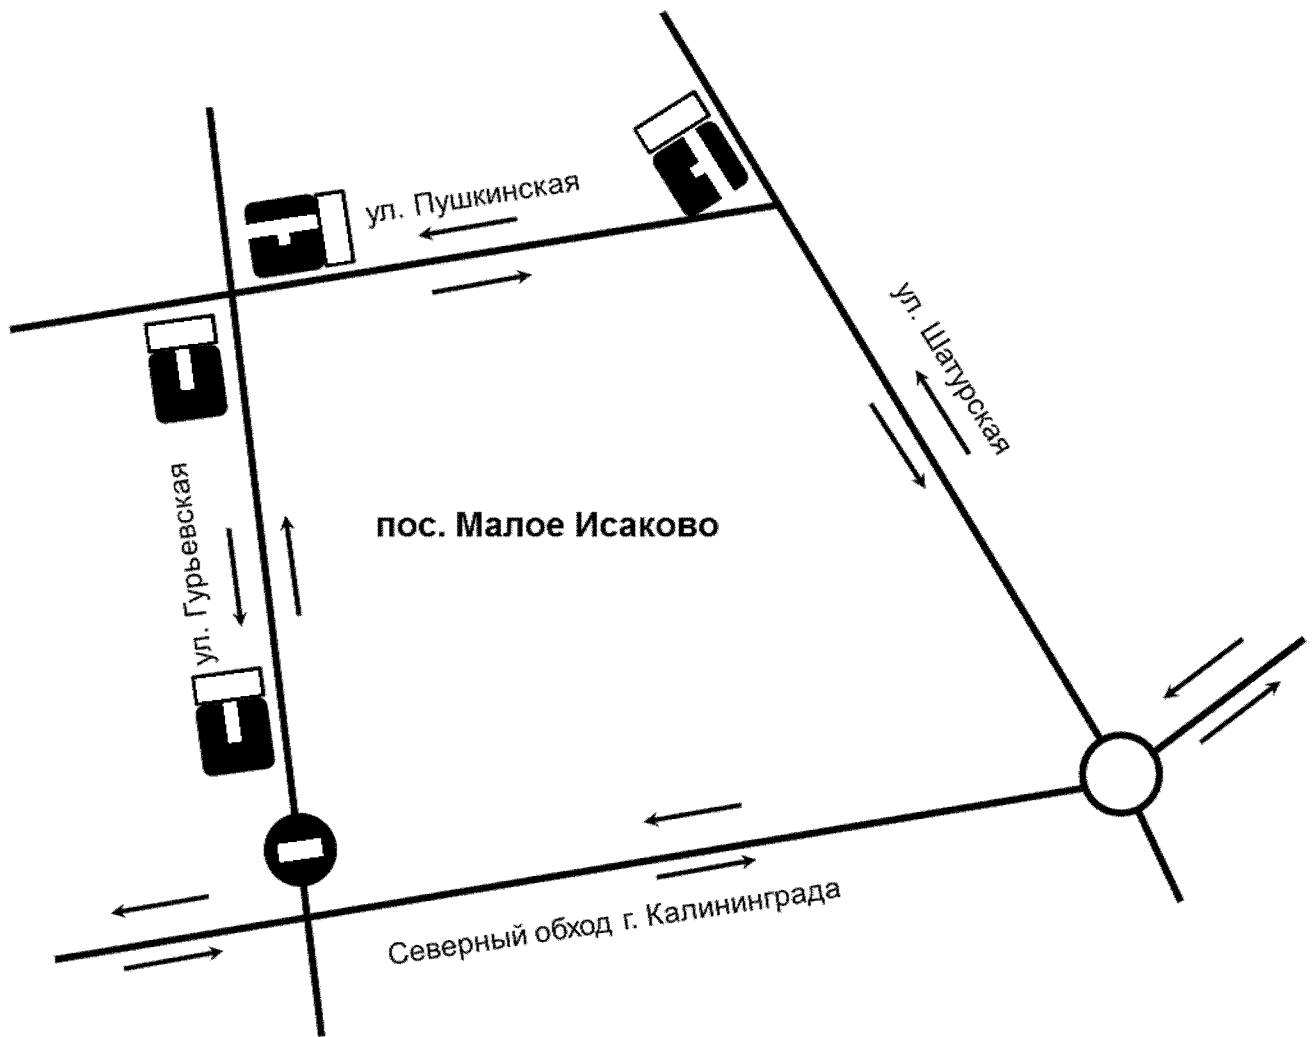 ул. Пушкинская
ул. Шатурская
пос. Малое Исаково
ул. Гурьевская
Северный обход г. Калининграда